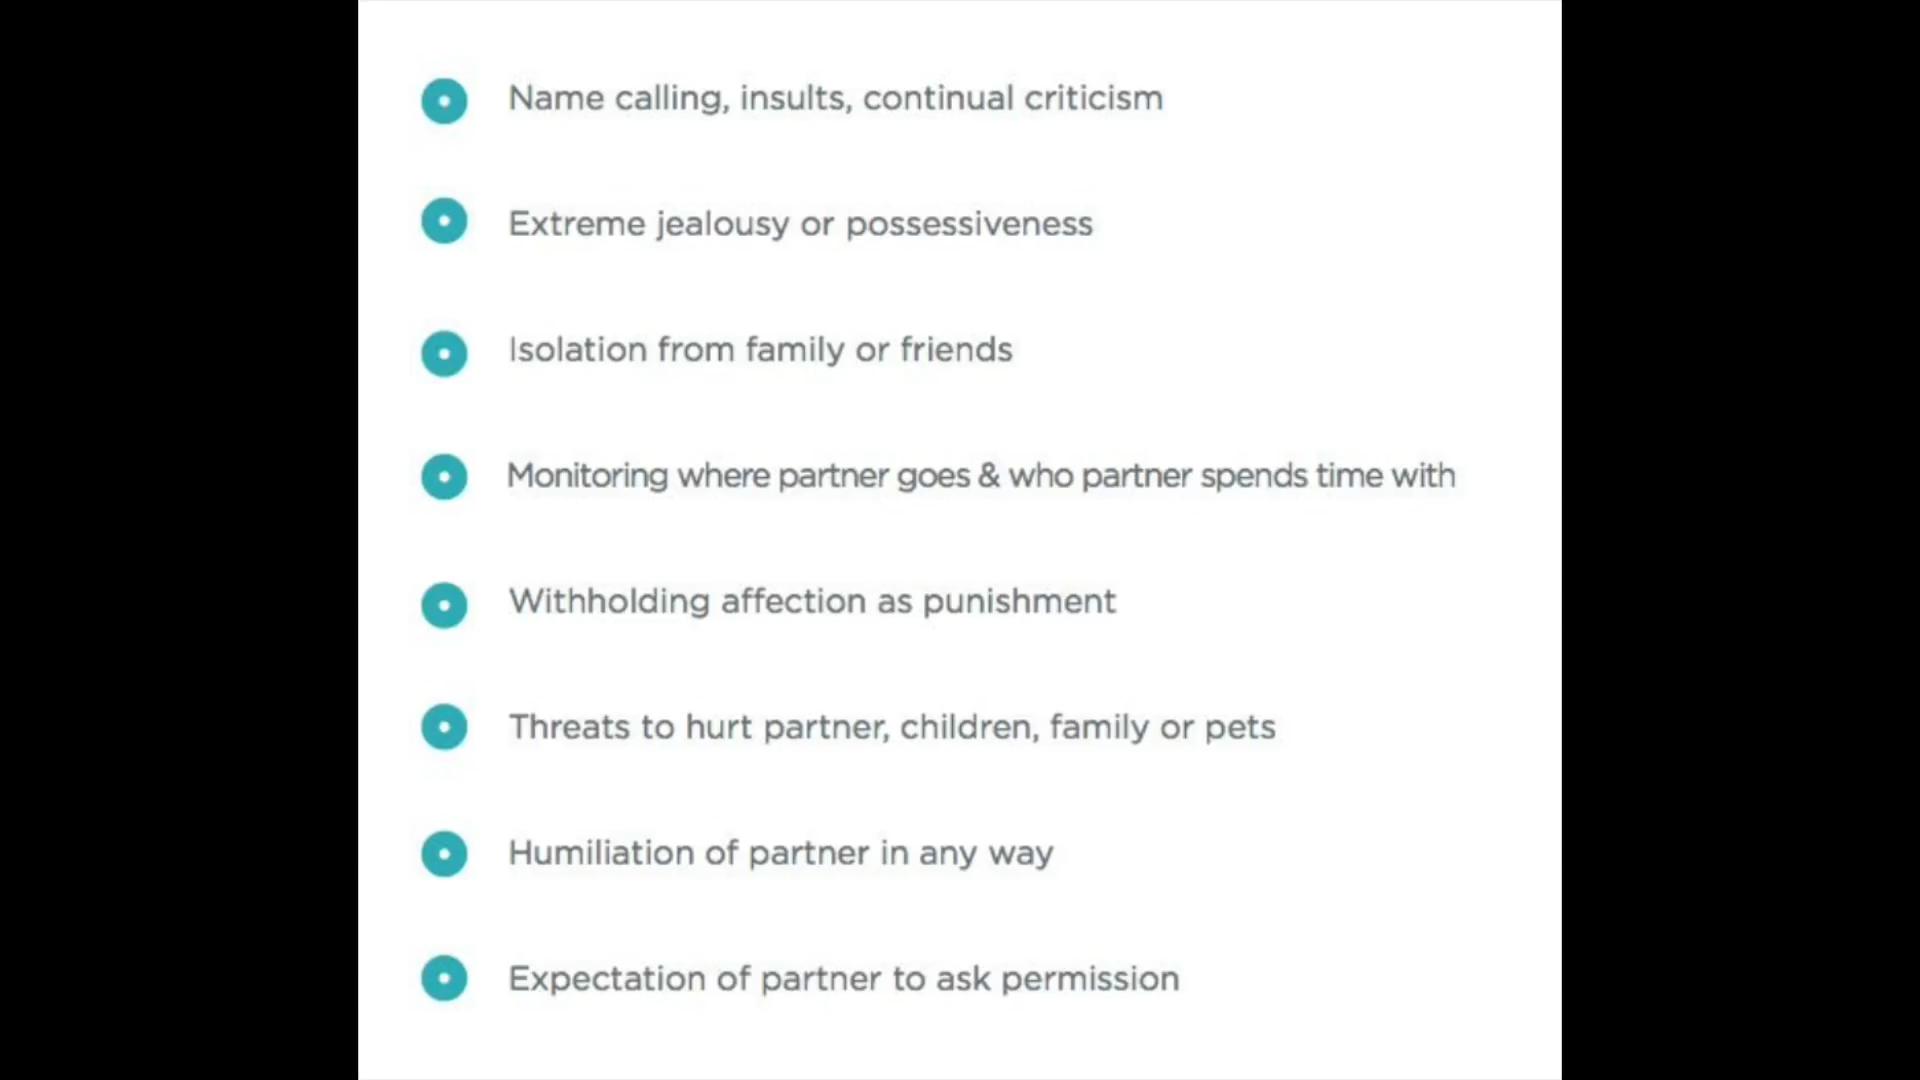 Name calling, insults, continual criticism
Extreme jealousy or possessiveness
Isolation from family or friends
Monitoring where partner goes & who partner spends time with
Withholding affection as punishment
Threats to hurt partner, children, family or pets
Humiliation of partner in any way
Expectation of partner to ask permission